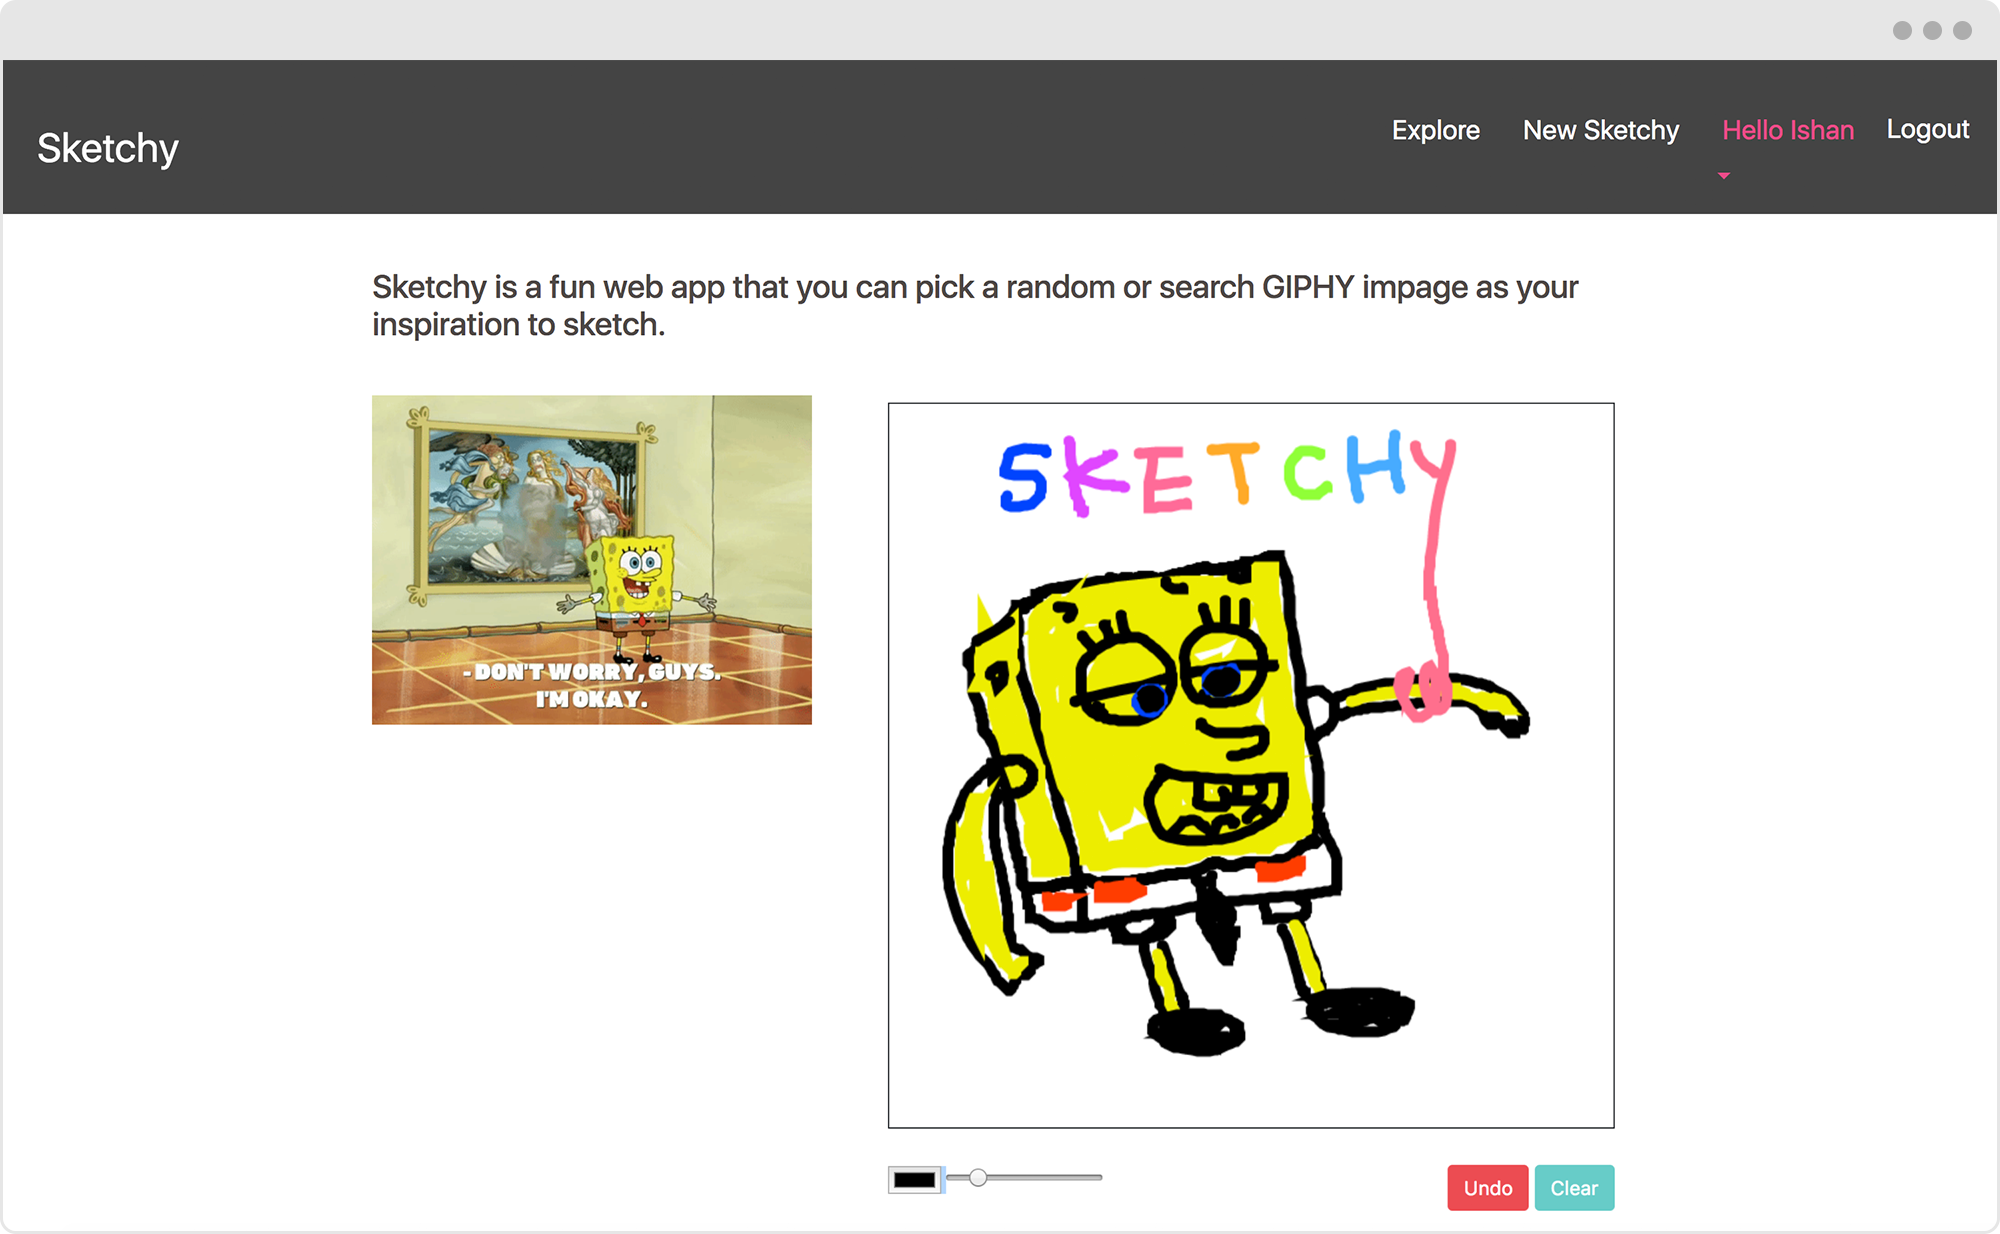 Sketchy
Explore
New Sketchy
Hello Ishan
Logout
Sketchy is a fun web app that you can pick a random or search GIPHY impage as your
inspiration to sketch.
- DON'T WORRY, GUYS.
I'M OKAY.
SKETCHY
Undo
Clear